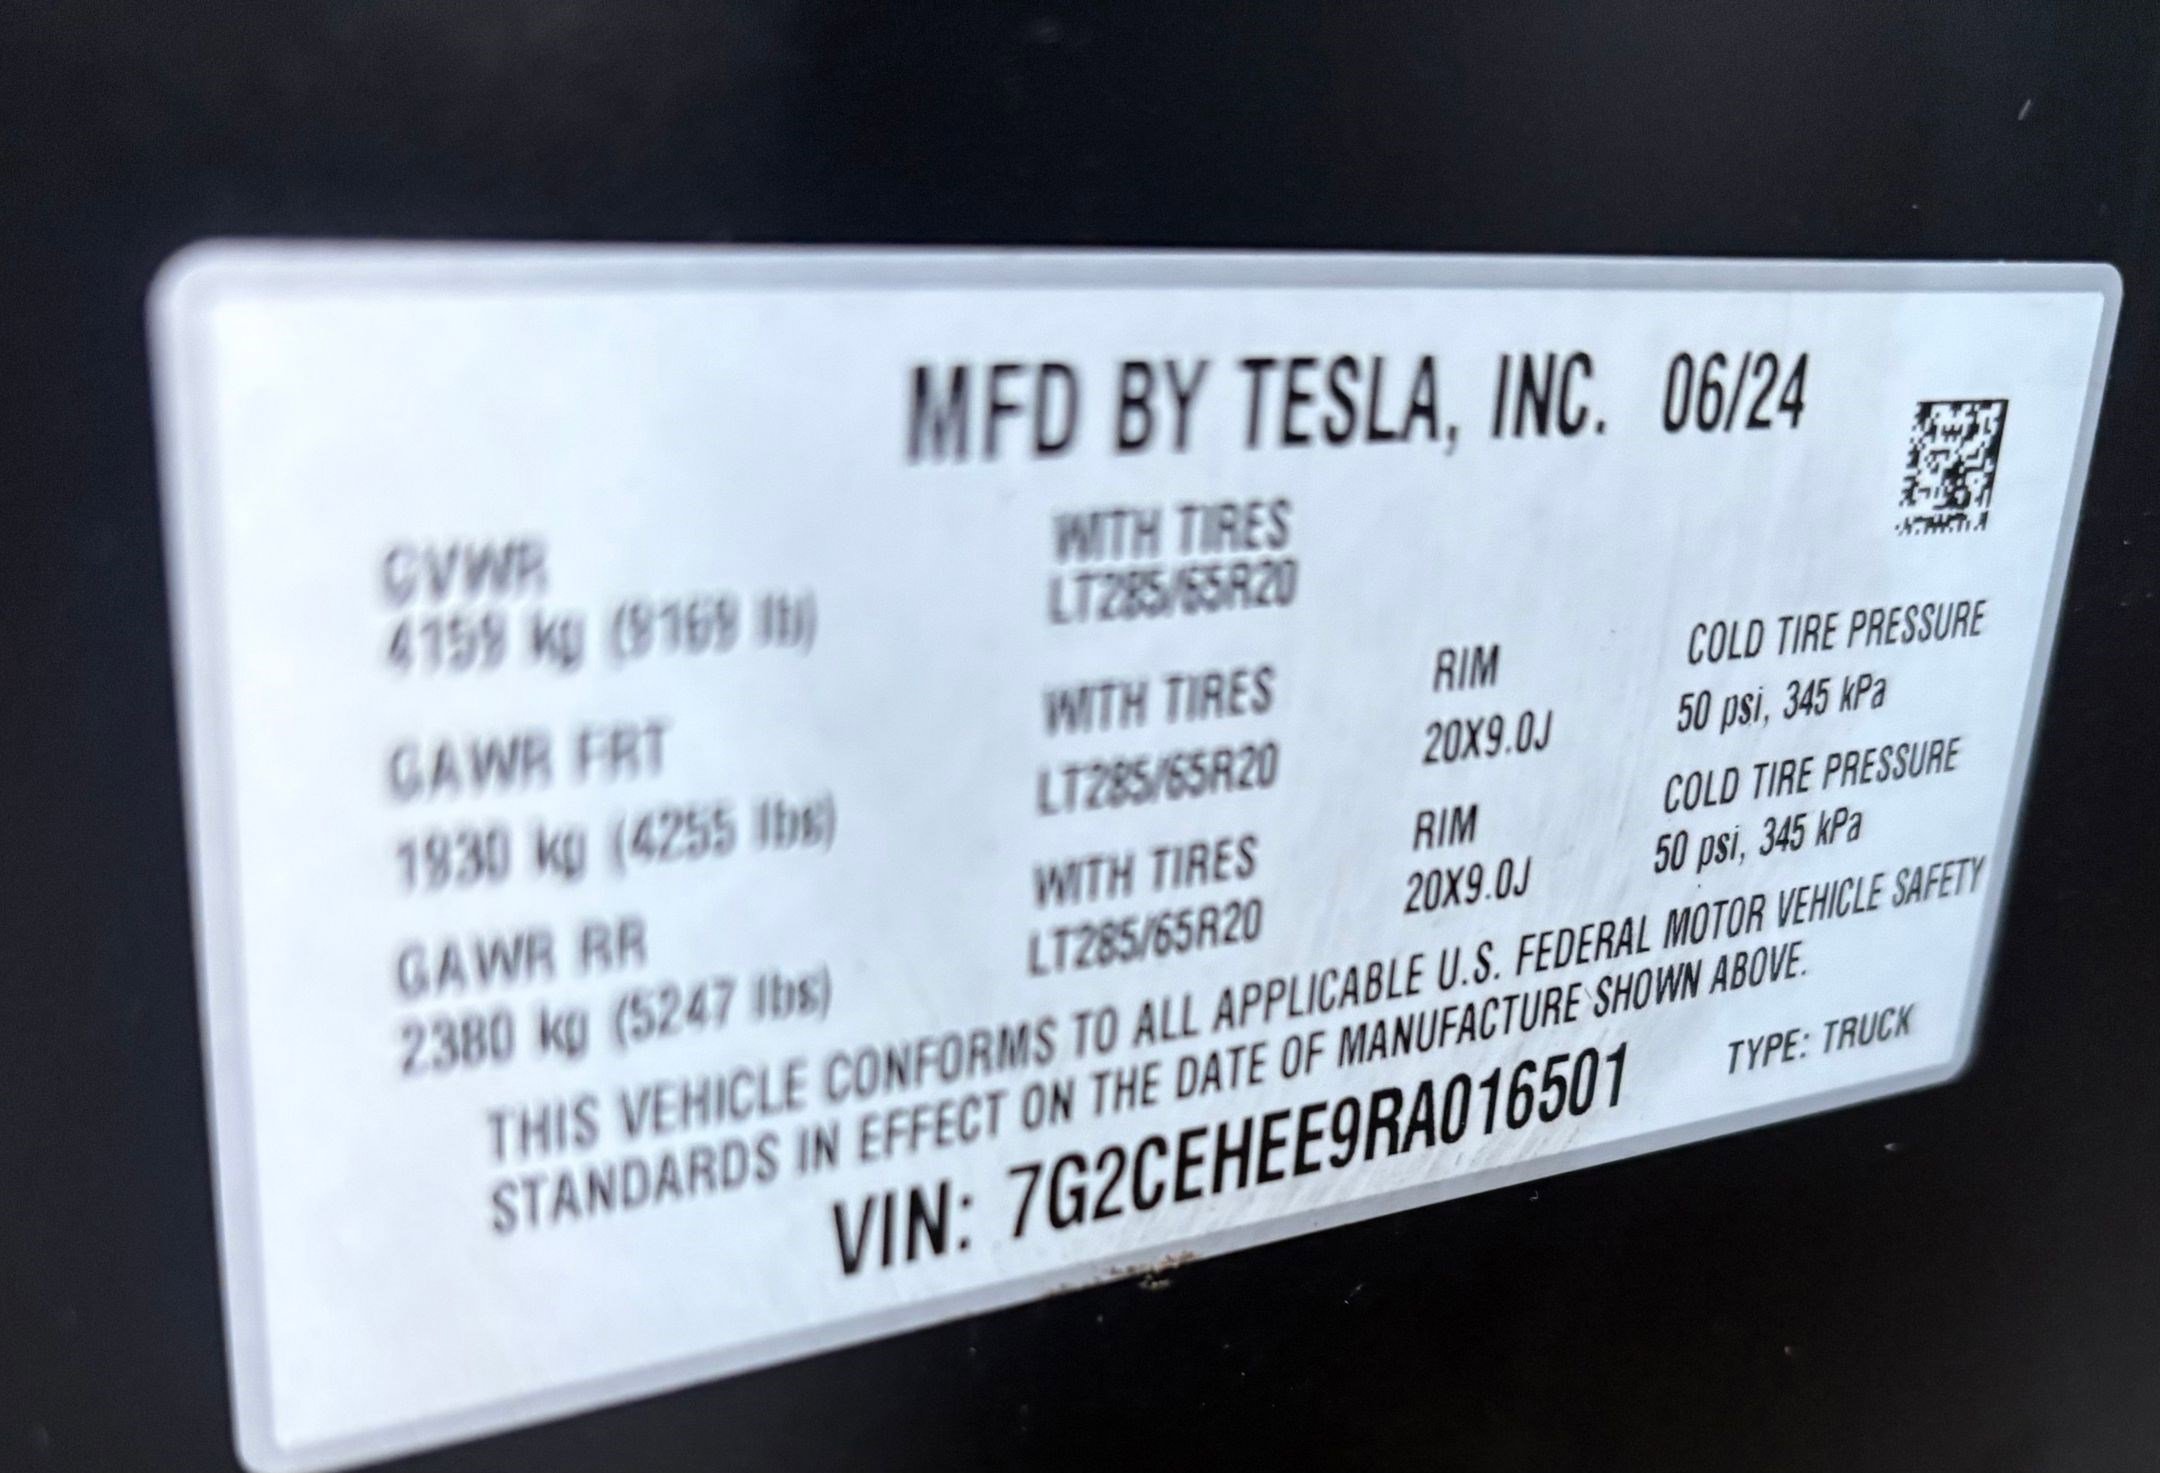 MFD BY TESLA, INC. 06/24
GVWR
4159 kg (9169 lb)
WITH TIRES
LT285/65R20
GAWR FRT
1930 kg (4255 lbs)
WITH TIRES
LT285/65R20
RIM
20X9.0J
COLD TIRE PRESSURE
50 psi, 345 kPa
GAWR RR
2380 kg (5247 lbs)
WITH TIRES
LT285/65R20
RIM
20X9.0J
COLD TIRE PRESSURE
50 psi, 345 kPa
THIS VEHICLE CONFORMS TO ALL APPLICABLE U.S. FEDERAL MOTOR VEHICLE SAFETY
STANDARDS IN EFFECT ON THE DATE OF MANUFACTURE SHOWN ABOVE.
VIN: 7G2CEHEE9RA016501
TYPE: TRUCK